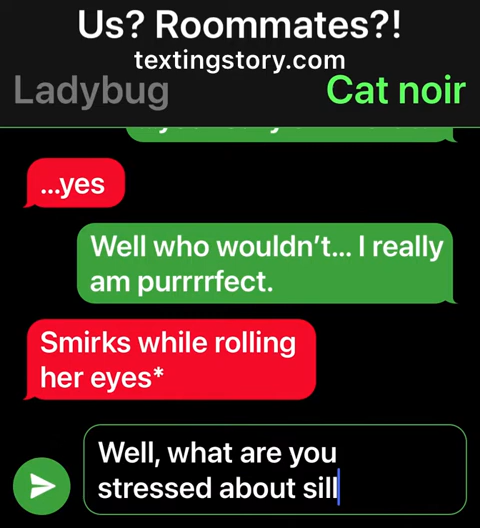 Us? Roommates?!
textingstory.com
Ladybug
Cat noir
...yes
Well who wouldn't... I really
am purrrrfect.
Smirks while rolling
her eyes*
Well, what are you
stressed about sill